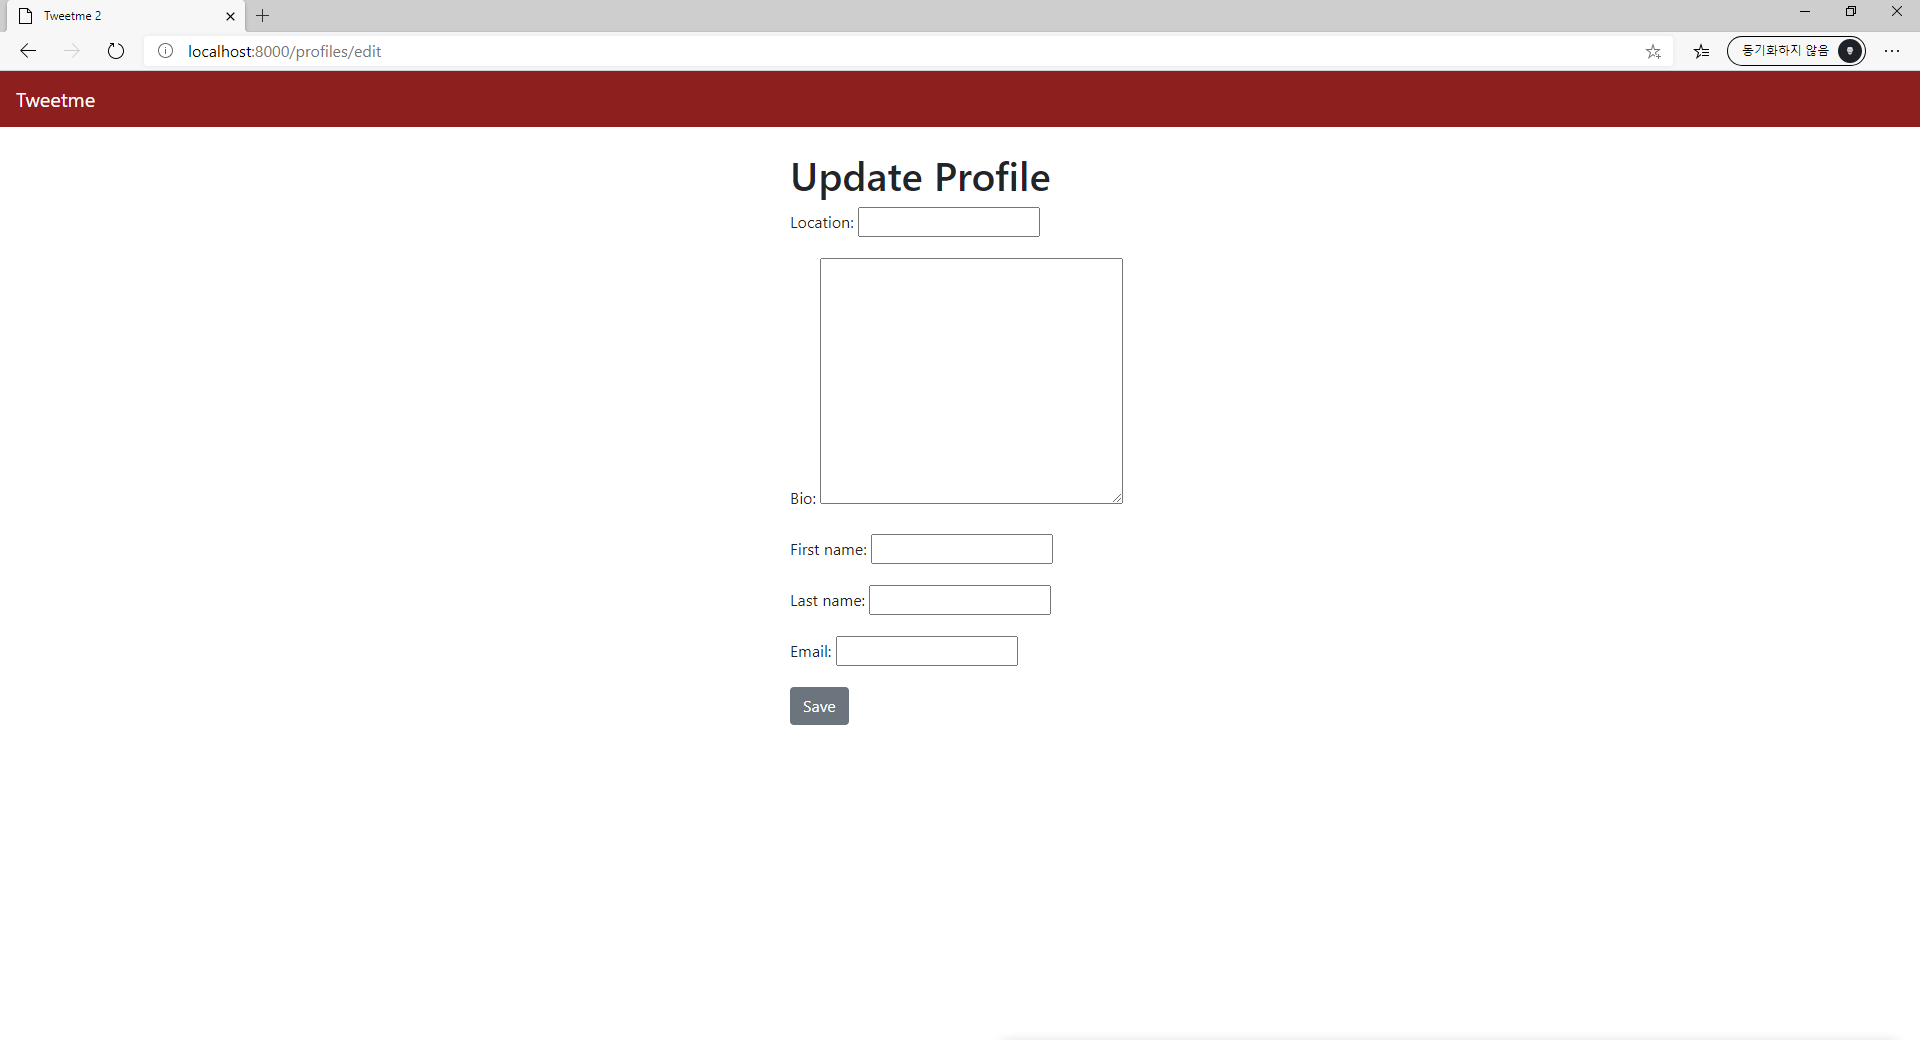 Tweetme 2
localhost:8000/profiles/edit
동기화하지 않음
Tweetme
Update Profile
Location:
Bio:
First name:
Last name:
Email:
Save